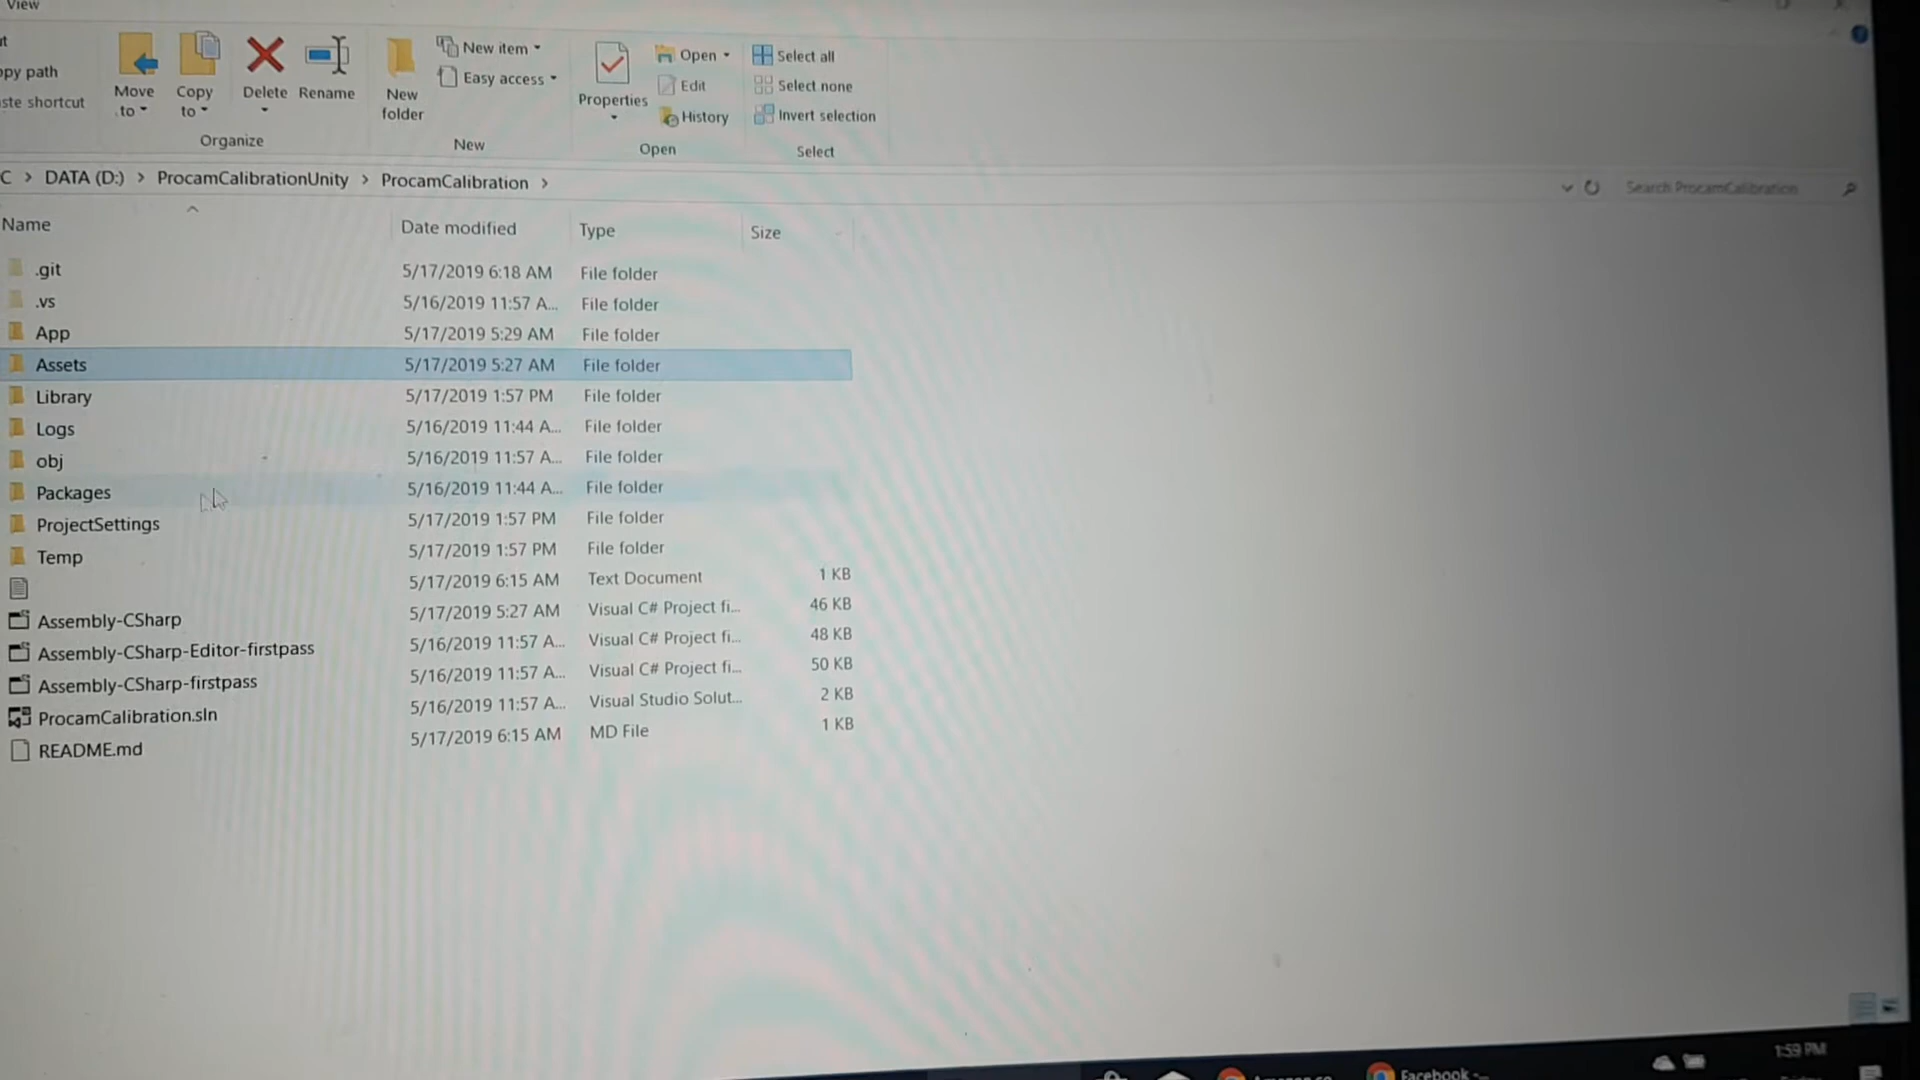 View
opy path
ste shortcut
Move to
Copy to
Delete
Rename
Organize
New folder
New item
Easy access
New
Properties
Open
Edit
History
Open
Select all
Select none
Invert selection
Select
C > DATA (D:) > ProcamCalibrationUnity > ProcamCalibration >
Search ProcamCalibration
Name Date modified Type Size
.git 5/17/2019 6:18 AM File folder
.vs 5/16/2019 11:57 A... File folder
App 5/17/2019 5:29 AM File folder
Assets 5/17/2019 5:27 AM File folder
Library 5/17/2019 1:57 PM File folder
Logs 5/16/2019 11:44 A... File folder
obj 5/16/2019 11:57 A... File folder
Packages 5/16/2019 11:44 A... File folder
ProjectSettings 5/17/2019 1:57 PM File folder
Temp 5/17/2019 1:57 PM File folder
5/17/2019 6:15 AM Text Document 1 KB
Assembly-CSharp 5/17/2019 5:27 AM Visual C# Project fi... 46 KB
Assembly-CSharp-Editor-firstpass 5/16/2019 11:57 A... Visual C# Project fi... 48 KB
Assembly-CSharp-firstpass 5/16/2019 11:57 A... Visual C# Project fi... 50 KB
ProcamCalibration.sln 5/16/2019 11:57 A... Visual Studio Solut... 2 KB
README.md 5/17/2019 6:15 AM MD File 1 KB
1:59 PM
Facebook -...